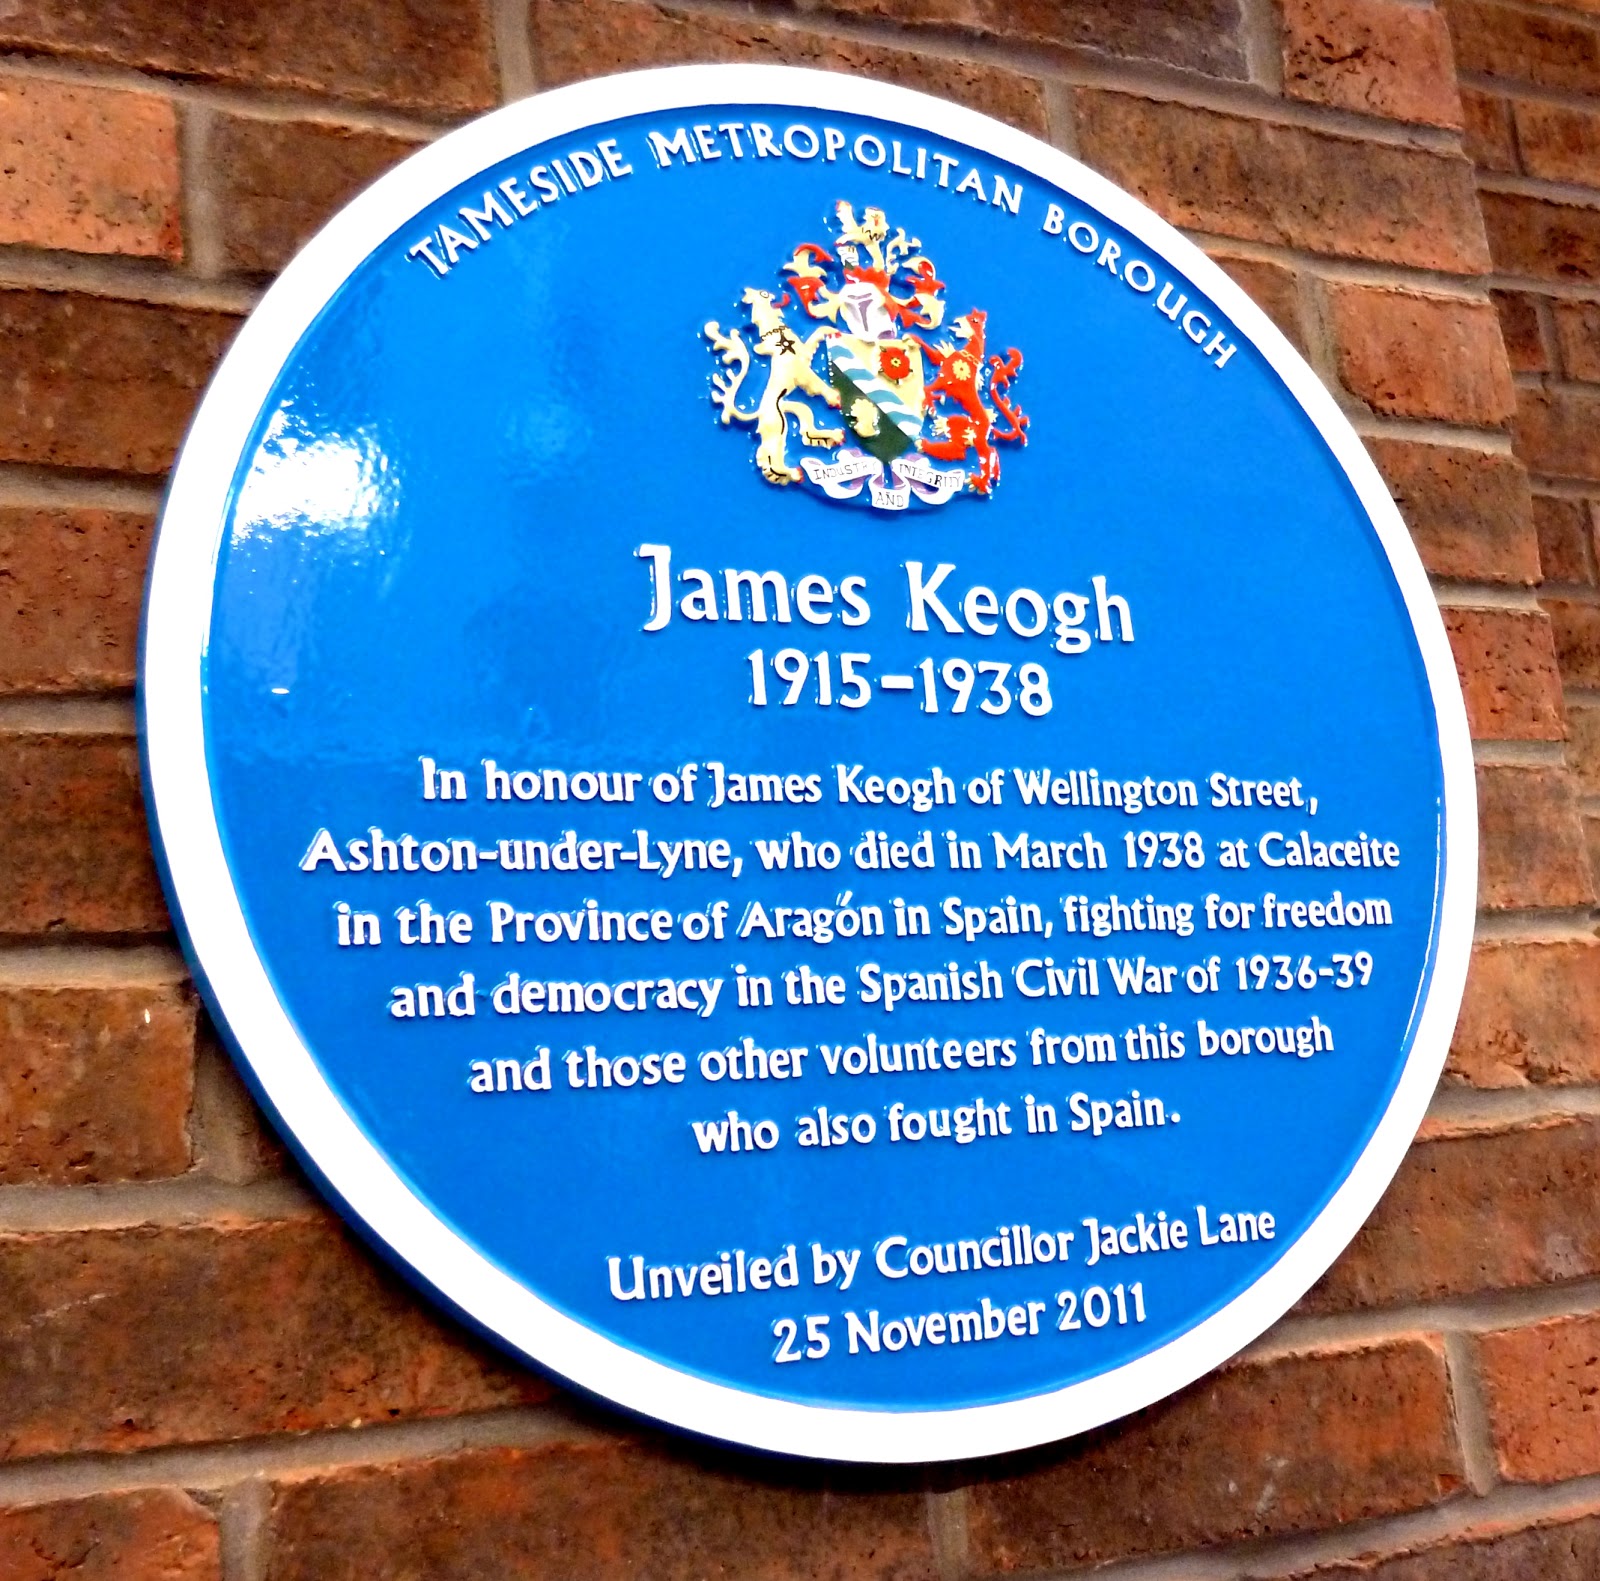 TAMESIDE METROPOLITAN BOROUGH
INDUSTRY AND INTEGRITY
James Keogh
1915-1938
In honour of James Keogh of Wellington Street,
Ashton-under-Lyne, who died in March 1938 at Calaceite
in the Province of Aragón in Spain, fighting for freedom
and democracy in the Spanish Civil War of 1936-39
and those other volunteers from this borough
who also fought in Spain.
Unveiled by Councillor Jackie Lane
25 November 2011